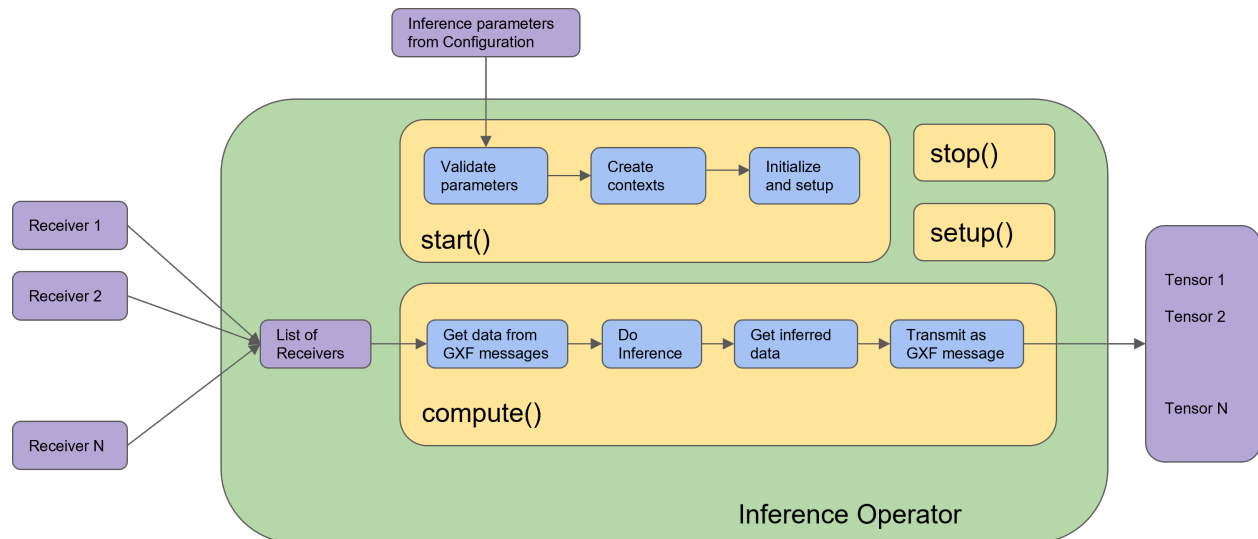 Inference parameters
from Configuration
Validate
parameters
Create
contexts
Initialize
and setup
start()
stop()
setup()
Receiver 1
Receiver 2
Receiver N
List of
Receivers
Get data from
GXF messages
Do
Inference
Get inferred
data
Transmit as
GXF message
compute()
Tensor 1
Tensor 2
Tensor N
Inference Operator